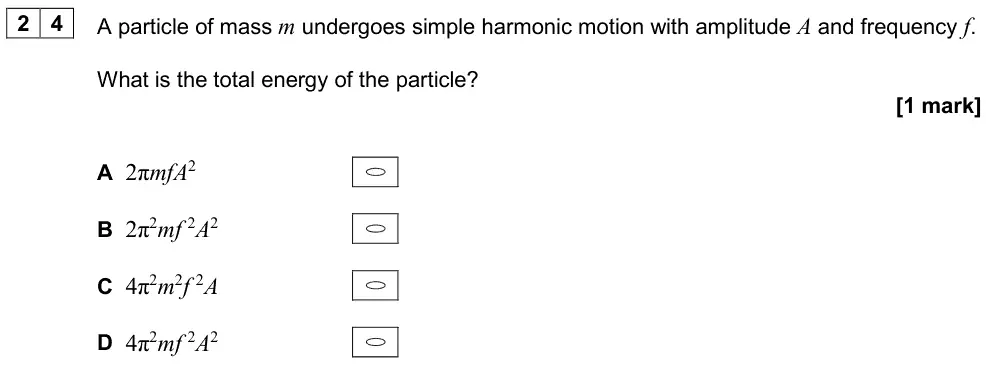 2 4 A particle of mass m undergoes simple harmonic motion with amplitude A and frequency f.
What is the total energy of the particle?
[1 mark]
A 2πmfA²
B 2π²mf²A²
C 4π²m²f²A
D 4π²mf²A²